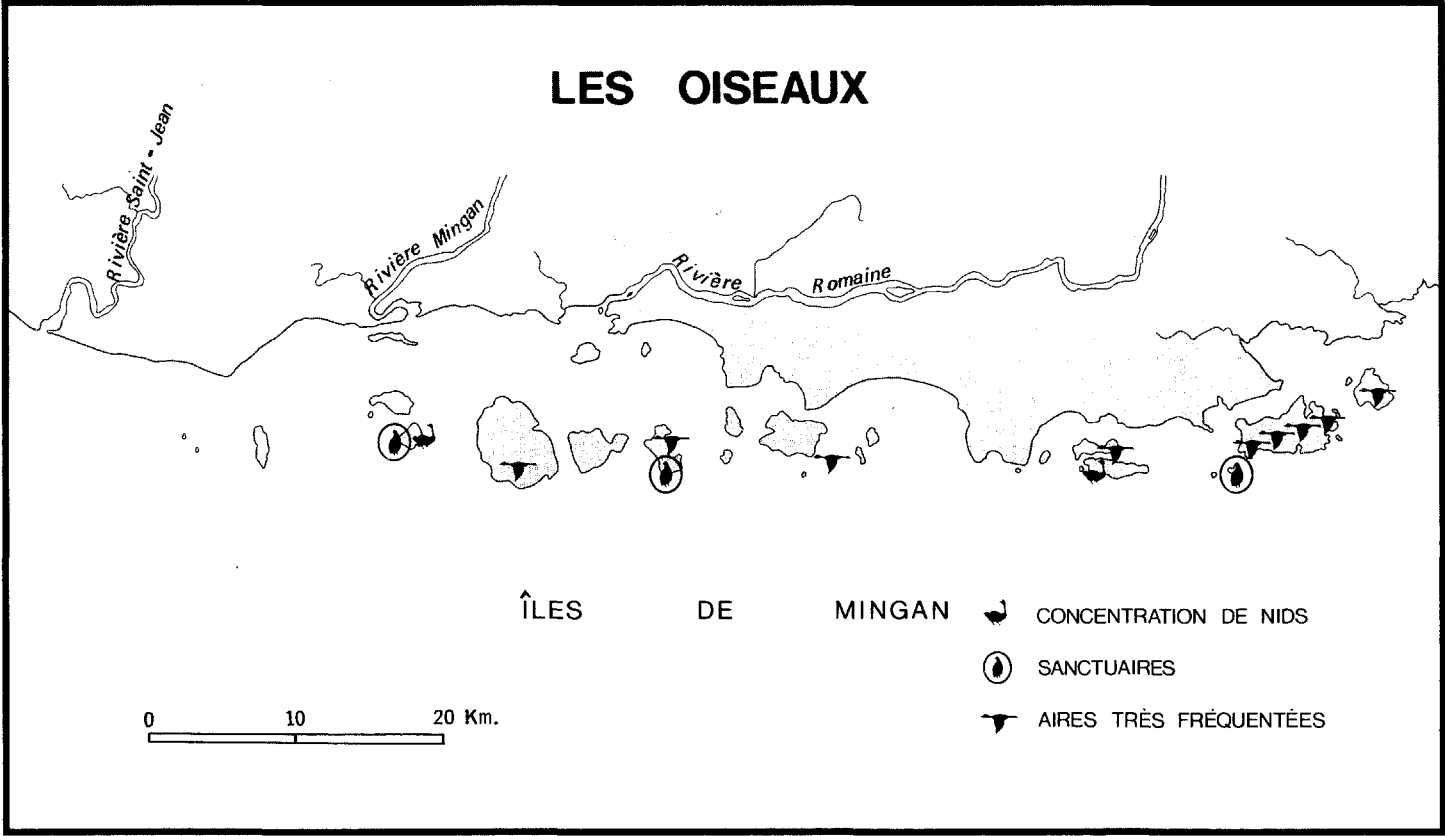 LES OISEAUX
Rivière Saint-Jean
Rivière Mingan
Rivière Romaine
ÎLES DE MINGAN
CONCENTRATION DE NIDS
SANCTUAIRES
AIRES TRÈS FRÉQUENTÉES
0 10 20 Km.